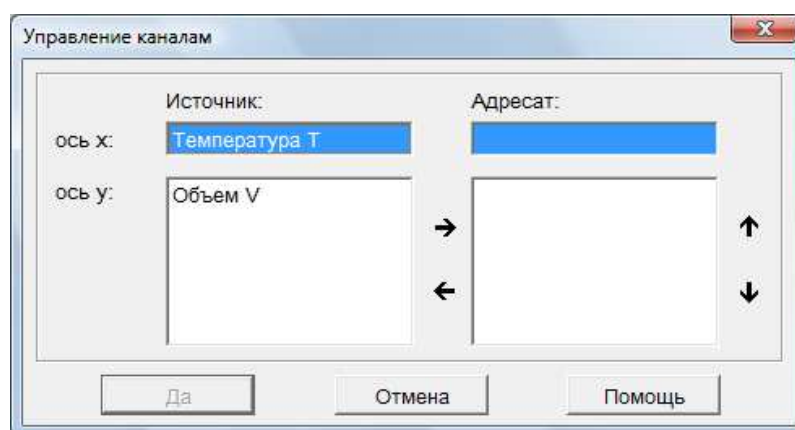 Управление каналам
Источник: Адресат:
ось x: Температура T
ось y: Объем V
Да Отмена Помощь